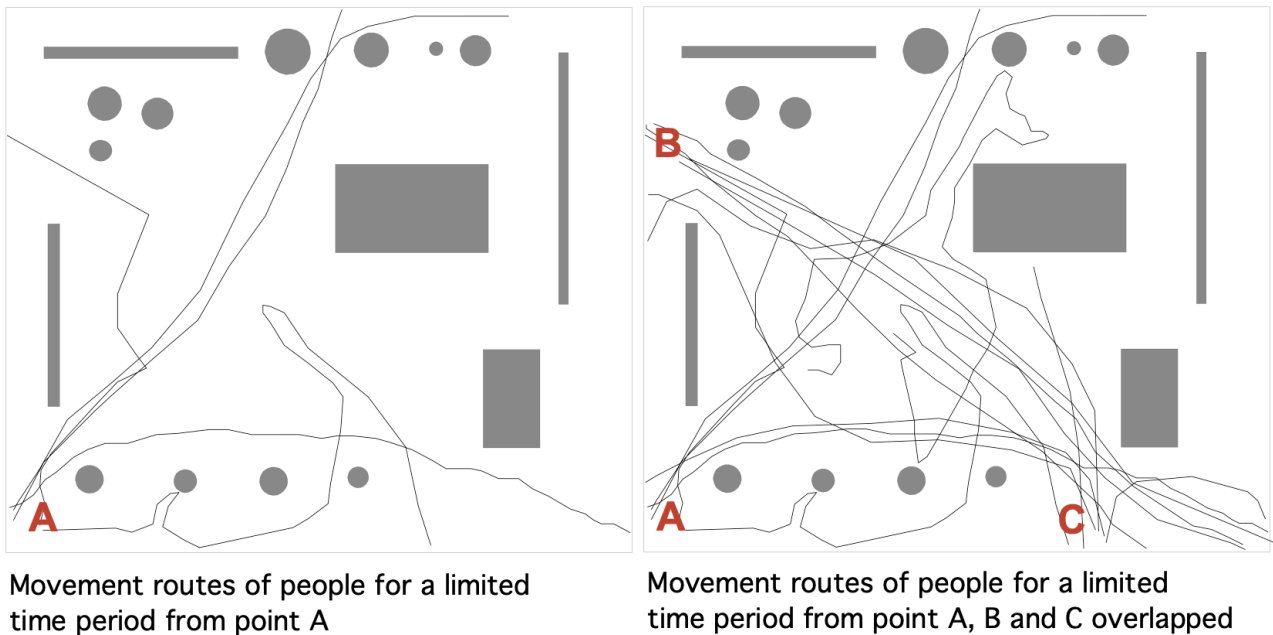 A
Movement routes of people for a limited
time period from point A
B
A
C
Movement routes of people for a limited
time period from point A, B and C overlapped